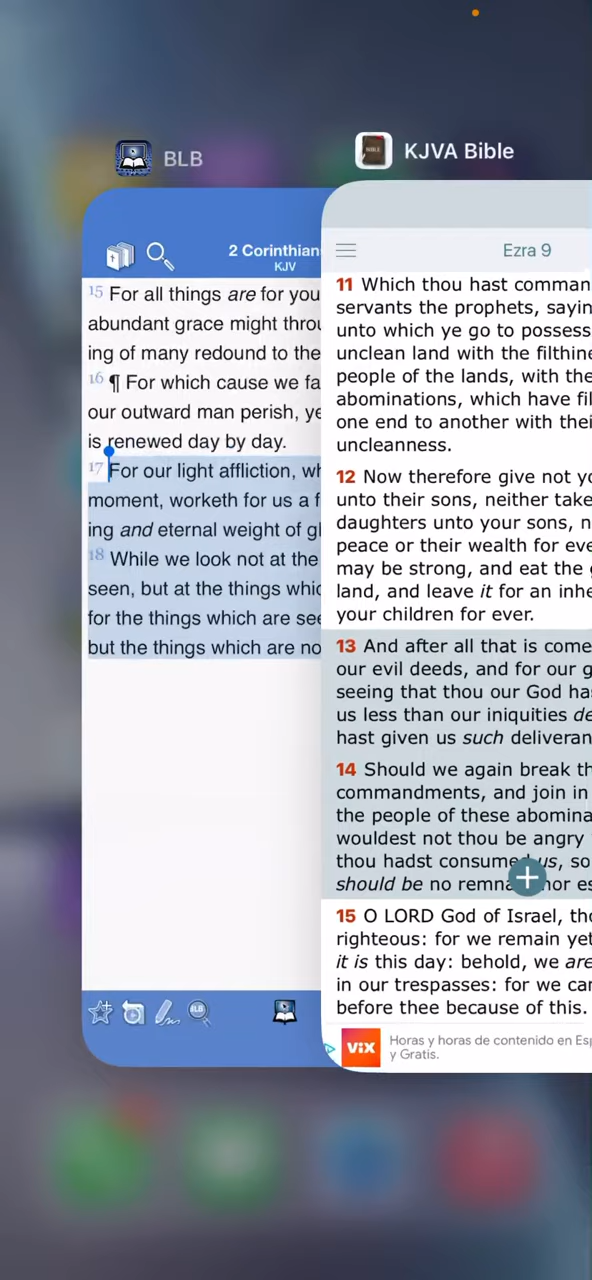 BLB
2 Corinthian
KJV
15 For all things are for you
abundant grace might throu
ing of many redound to the
16 ¶ For which cause we fa
our outward man perish, ye
is renewed day by day.
17 For our light affliction, wh
moment, worketh for us a f
ing and eternal weight of gl
18 While we look not at the
seen, but at the things whic
for the things which are see
but the things which are no
BLB
KJVA Bible
BIBLE
Ezra 9
11 Which thou hast comman
servants the prophets, sayin
unto which ye go to possess
unclean land with the filthine
people of the lands, with the
abominations, which have fil
one end to another with thei
uncleanness.
12 Now therefore give not yo
unto their sons, neither take
daughters unto your sons, n
peace or their wealth for eve
may be strong, and eat the g
land, and leave it for an inhe
your children for ever.
13 And after all that is come
our evil deeds, and for our g
seeing that thou our God ha
us less than our iniquities de
hast given us such deliveran
14 Should we again break th
commandments, and join in
the people of these abomina
wouldest not thou be angry
thou hadst consumed us, so
should be no remna nor es
15 O LORD God of Israel, tho
righteous: for we remain yet
it is this day: behold, we are
in our trespasses: for we can
before thee because of this.
ViX
Horas y horas de contenido en Esp
y Gratis.